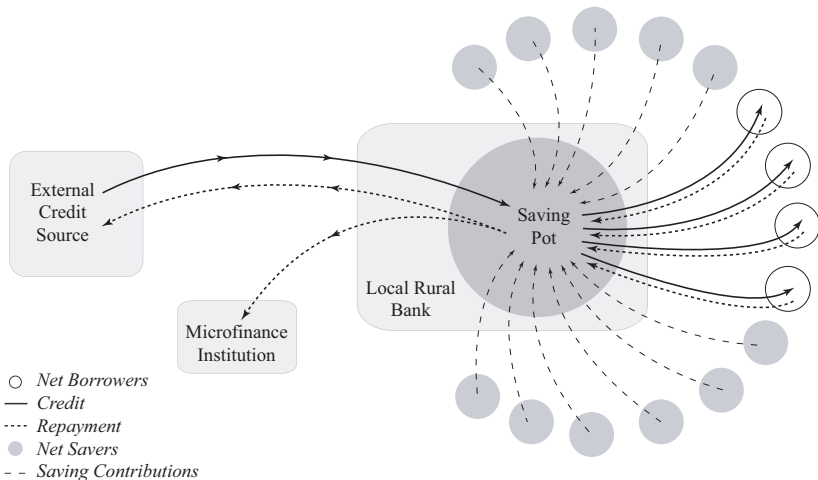 External
Credit
Source
Saving
Pot
Local Rural
Bank
Microfinance
Institution
Net Borrowers
Credit
Repayment
Net Savers
Saving Contributions